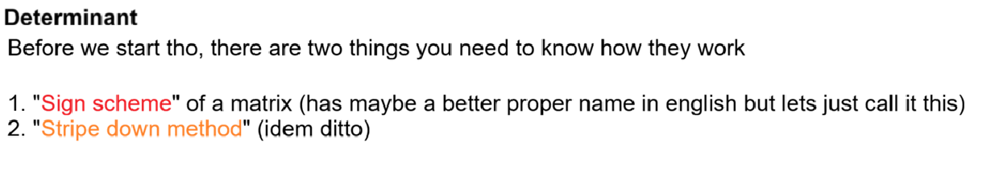 Determinant
Before we start tho, there are two things you need to know how they work
1. "Sign scheme" of a matrix (has maybe a better proper name in english but lets just call it this)
2. "Stripe down method" (idem ditto)